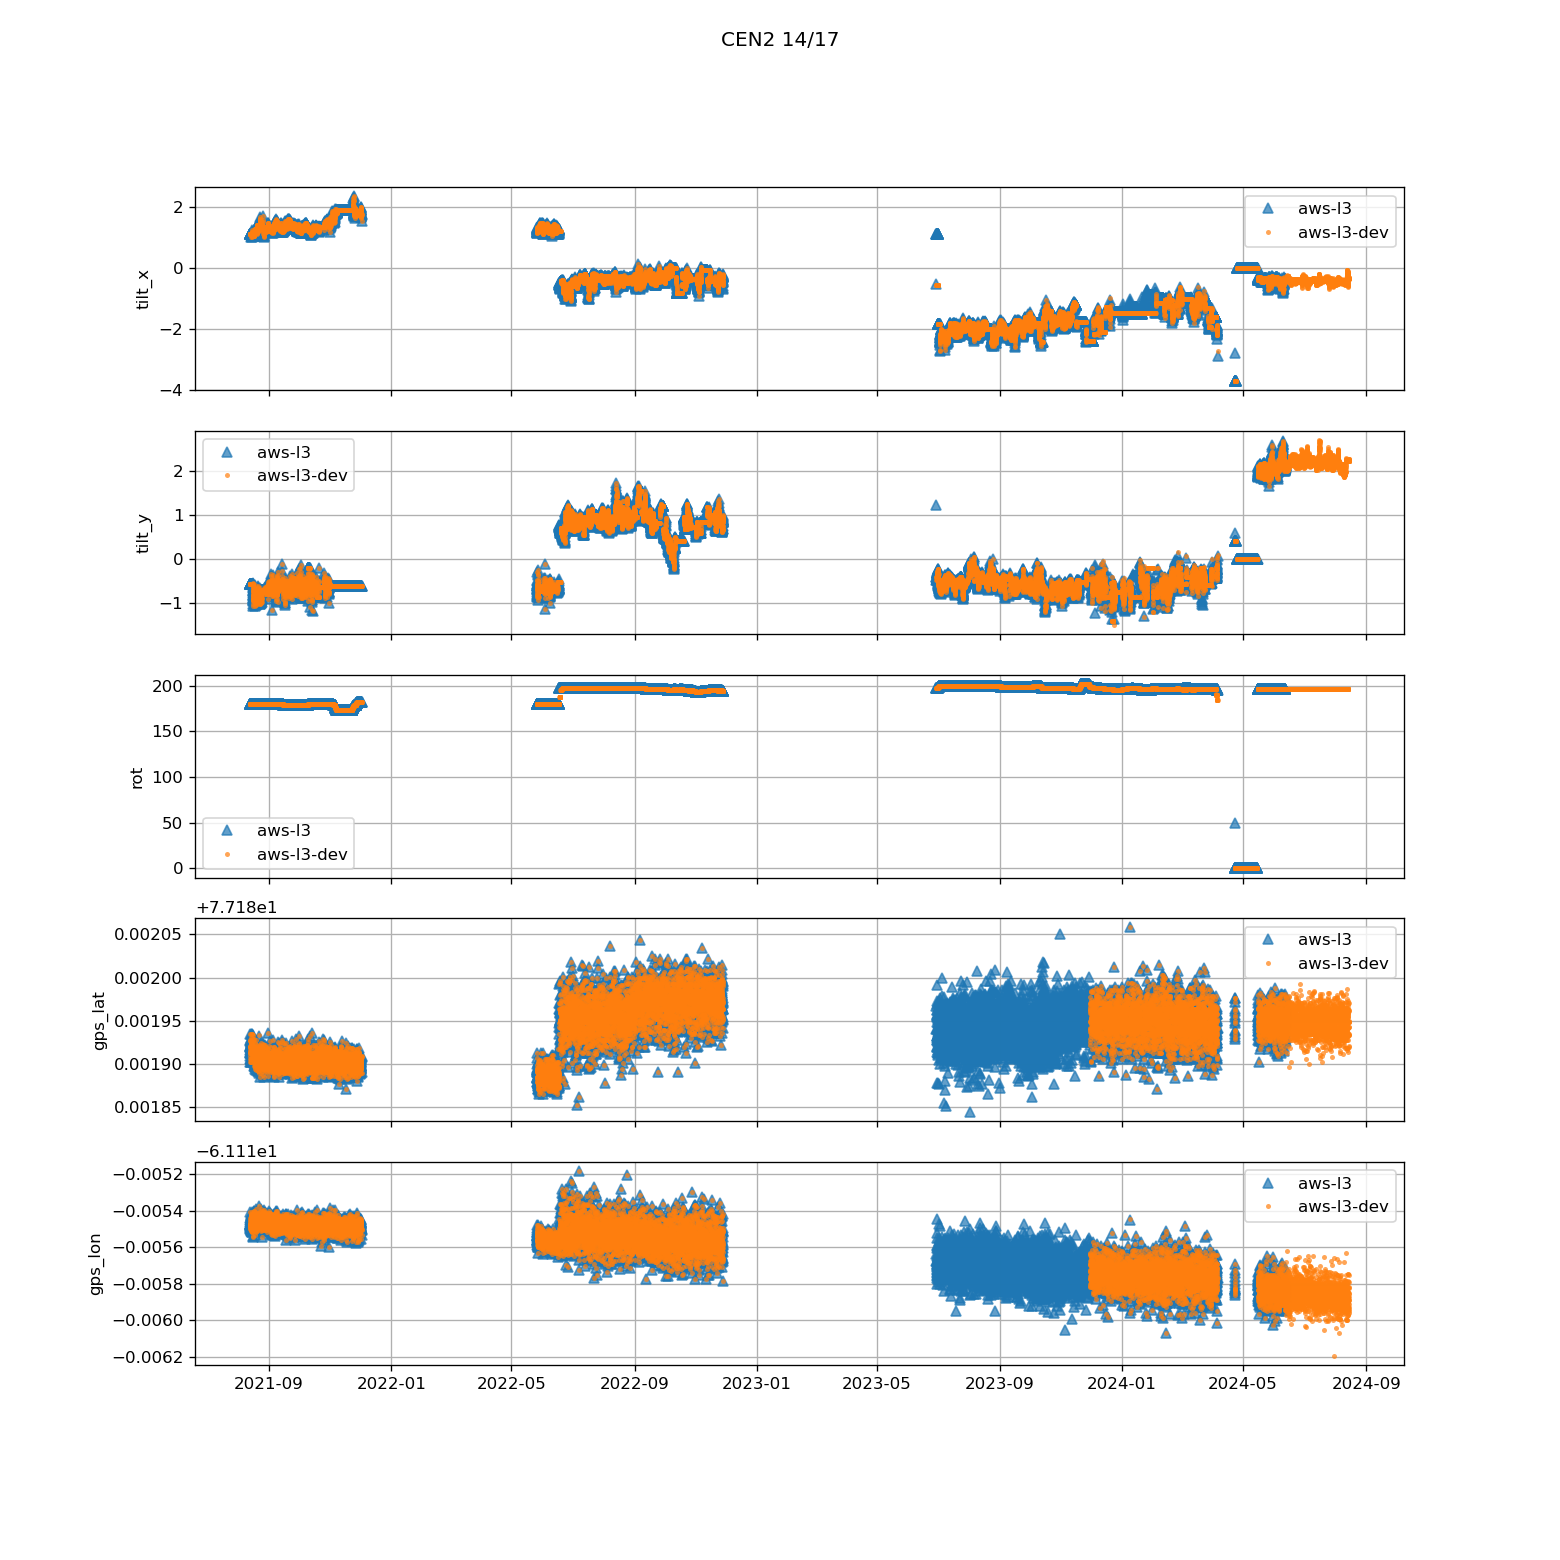 CEN2 14/17
2
0
−2
−4
tilt_x
aws-l3
aws-l3-dev
2
1
0
−1
tilt_y
aws-l3
aws-l3-dev
200
150
100
50
0
rot
aws-l3
aws-l3-dev
+7.718e1
0.00205
0.00200
0.00195
0.00190
0.00185
gps_lat
aws-l3
aws-l3-dev
−6.111e1
−0.0052
−0.0054
−0.0056
−0.0058
−0.0060
−0.0062
gps_lon
aws-l3
aws-l3-dev
2021-09 2022-01 2022-05 2022-09 2023-01 2023-05 2023-09 2024-01 2024-05 2024-09